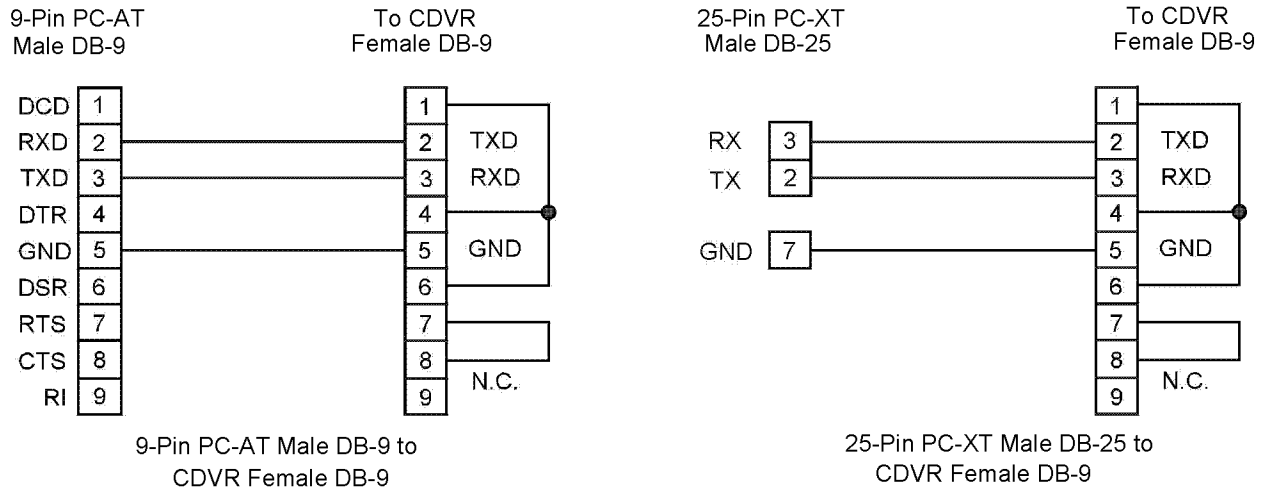 9-Pin PC-AT
Male DB-9
To CDVR
Female DB-9
DCD 1
RXD 2
TXD 3
DTR 4
GND 5
DSR 6
RTS 7
CTS 8
RI 9
1
2 TXD
3 RXD
4
5 GND
6
7
8
N.C.
9
9-Pin PC-AT Male DB-9 to
CDVR Female DB-9
25-Pin PC-XT
Male DB-25
To CDVR
Female DB-9
RX 3
TX 2
GND 7
1
2 TXD
3 RXD
4
5 GND
6
7
8
N.C.
9
25-Pin PC-XT Male DB-25 to
CDVR Female DB-9